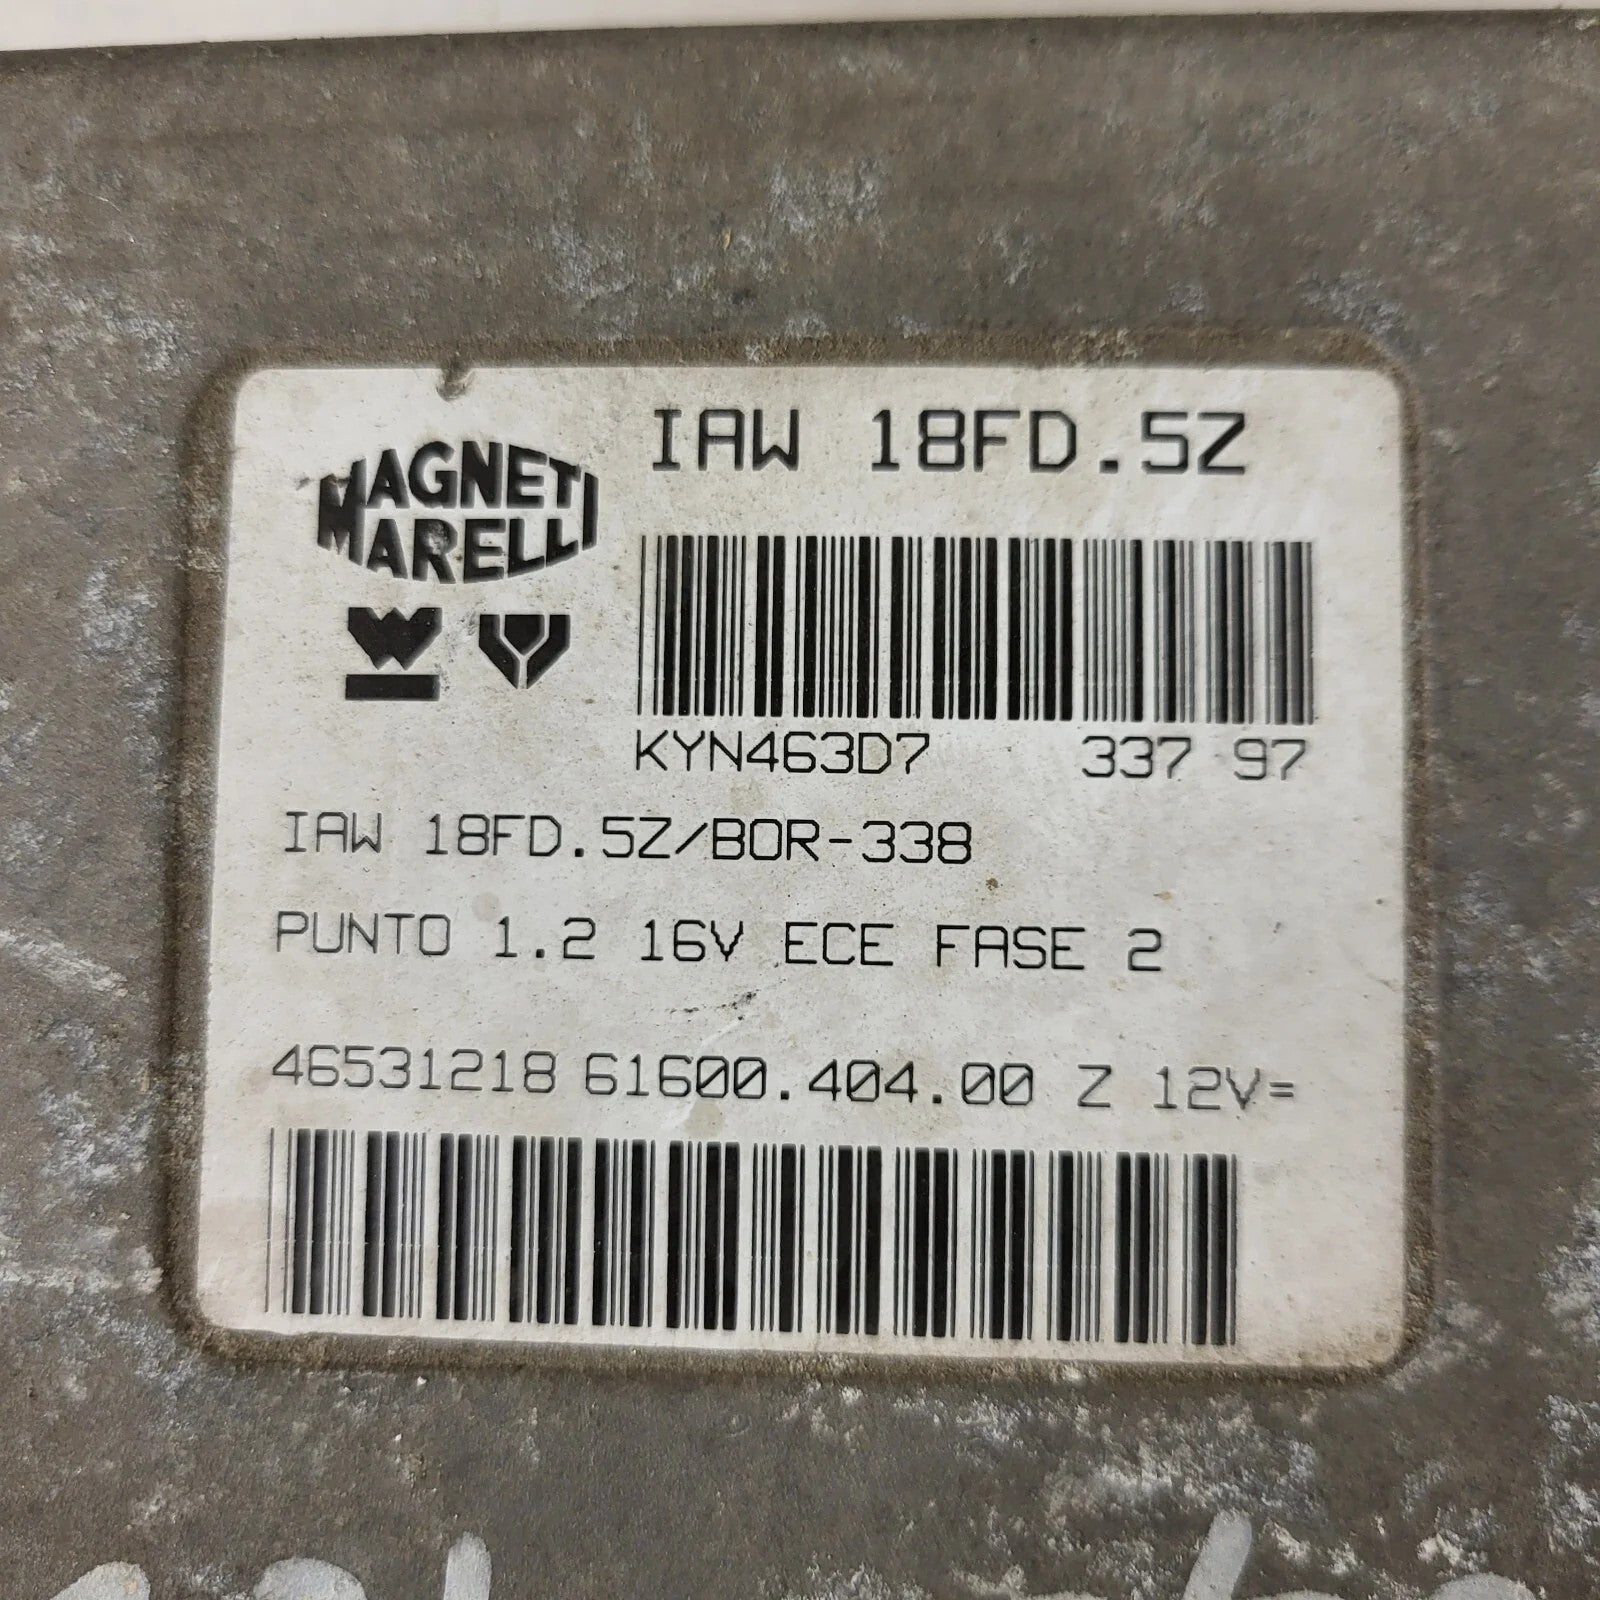 MAGNETI
MARELLI
IAW 18FD.5Z
KYN463D7 337 97
IAW 18FD.5Z/BOR-338
PUNTO 1.2 16V ECE FASE 2
46531218 61600.404.00 Z 12V=